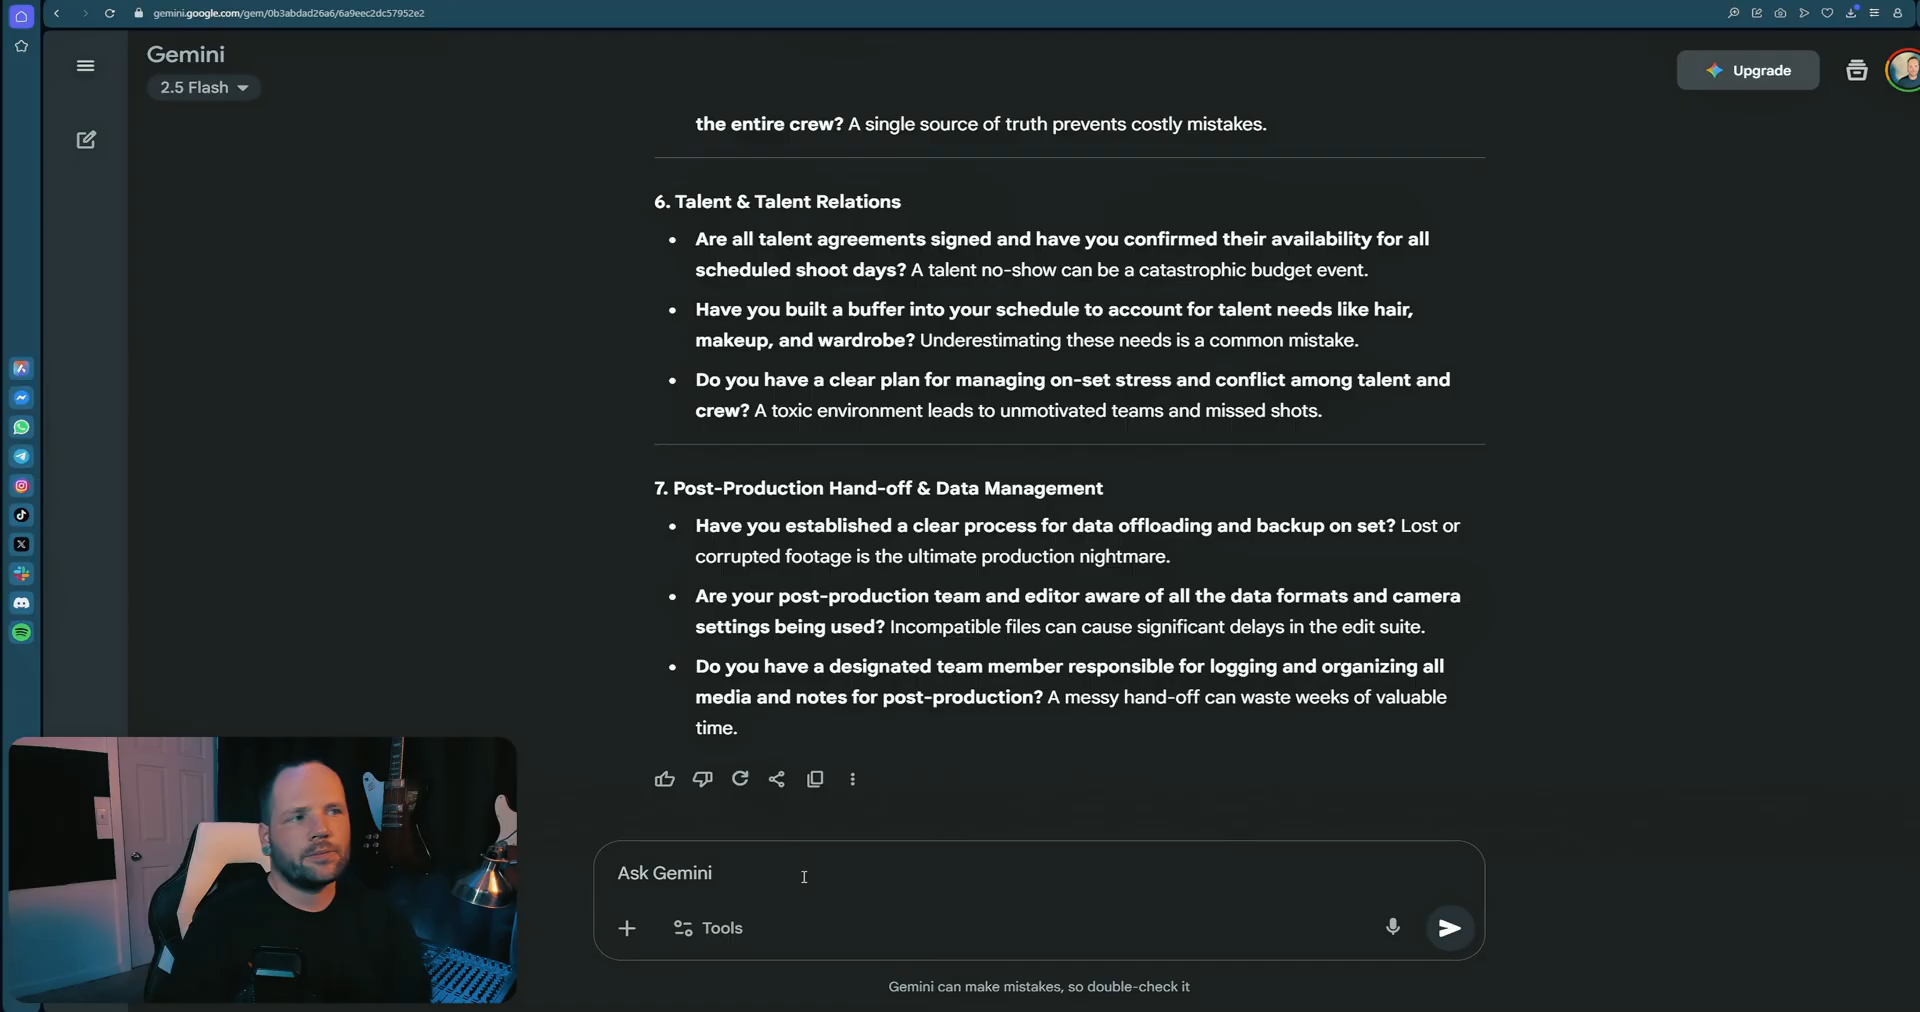 gemini.google.com/gem/0b3abdad26a6/6a9eec2dc57952e2
Gemini
2.5 Flash
Upgrade
the entire crew? A single source of truth prevents costly mistakes.
6. Talent & Talent Relations
• Are all talent agreements signed and have you confirmed their availability for all
scheduled shoot days? A talent no-show can be a catastrophic budget event.
• Have you built a buffer into your schedule to account for talent needs like hair,
makeup, and wardrobe? Underestimating these needs is a common mistake.
• Do you have a clear plan for managing on-set stress and conflict among talent and
crew? A toxic environment leads to unmotivated teams and missed shots.
7. Post-Production Hand-off & Data Management
• Have you established a clear process for data offloading and backup on set? Lost or
corrupted footage is the ultimate production nightmare.
• Are your post-production team and editor aware of all the data formats and camera
settings being used? Incompatible files can cause significant delays in the edit suite.
• Do you have a designated team member responsible for logging and organizing all
media and notes for post-production? A messy hand-off can waste weeks of valuable
time.
Ask Gemini
Tools
Gemini can make mistakes, so double-check it